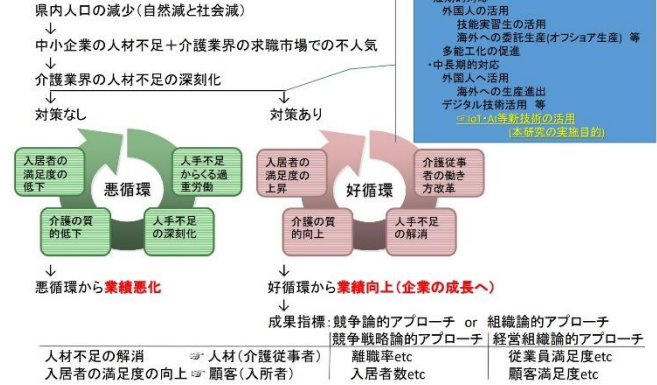 県内人口の減少(自然減と社会減)
↓
中小企業の人材不足+介護業界の求職市場での不人気
↓
介護業界の人材不足の深刻化
↓
対策なし
↓
対策あり
外国人の活用
技能実習生の活用
海外への委託生産(オフショア生産) 等
多能工化の促進
・中長期的対応
外国人へ活用
海外への生産進出
デジタル技術活用 等
☞IoT・AI等新技術の活用
(本研究の実施目的)
入居者の
満足度の
低下
人手不足
からくる過
重労働
悪循環
介護の質
的低下
人手不足
の深刻化
入居者の
満足度の
上昇
介護従事
者の働き
方改革
好循環
介護の質
的向上
人手不足
の解消
↓
悪循環から業績悪化
↓
好循環から業績向上(企業の成長へ)
↓
成果指標:競争論的アプローチ or 組織論的アプローチ
競争戦略論的アプローチ 経営組織論的アプローチ
人材不足の解消 ☞ 人材(介護従事者) 離職率etc 従業員満足度etc
入居者の満足度の向上 ☞ 顧客(入所者) 入居者数etc 顧客満足度etc